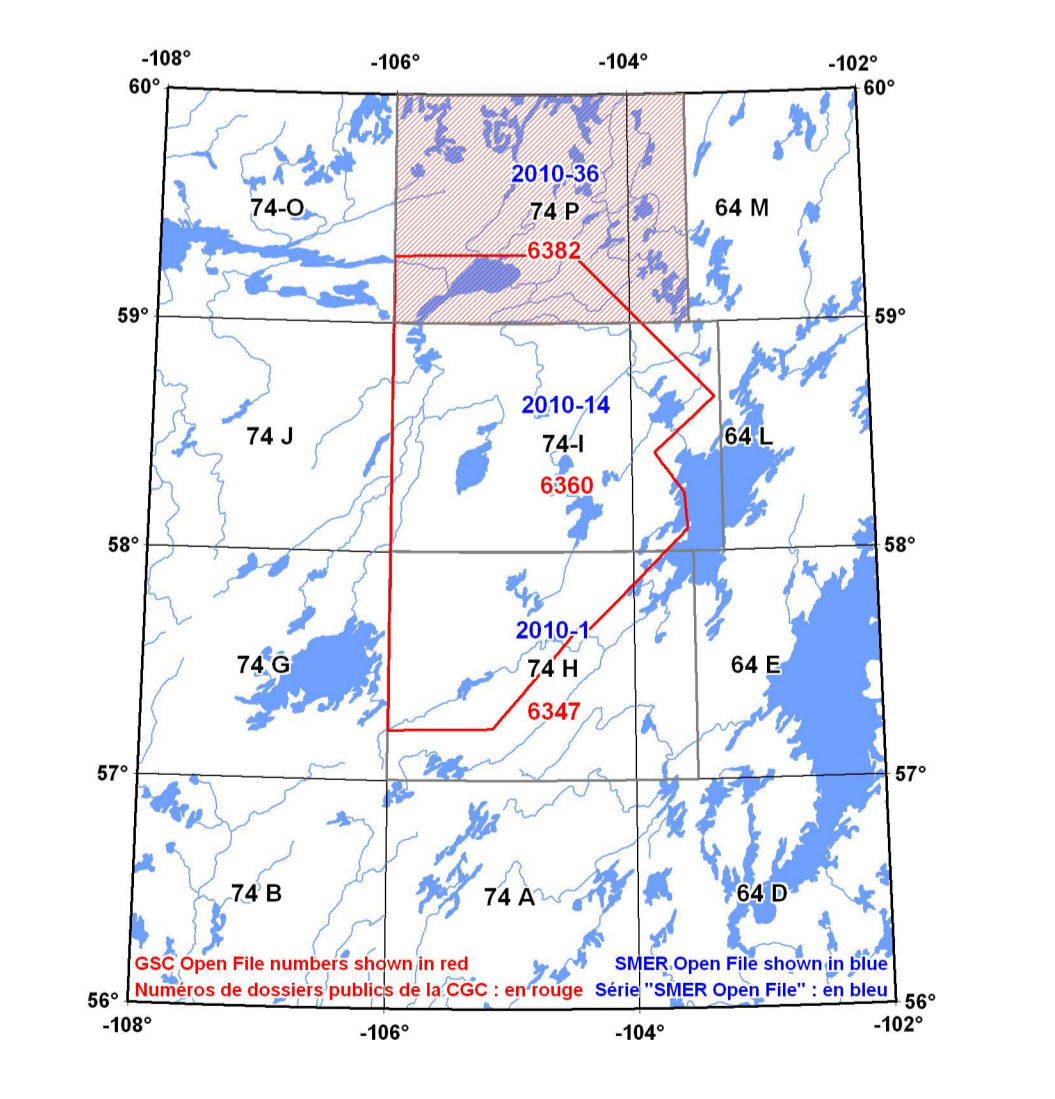 -108°
-106°
-104°
-102°
60°
60°
2010-36
74-O
74 P
64 M
6382
59°
59°
2010-14
74 J
74-I
64 L
6360
58°
58°
2010-1
74 G
74 H
64 E
6347
57°
57°
74 B
74 A
64 D
GSC Open File numbers shown in red
SMER Open File shown in blue
Numéros de dossiers publics de la CGC : en rouge
Série "SMER Open File" : en bleu
56°
56°
-108°
-106°
-104°
-102°